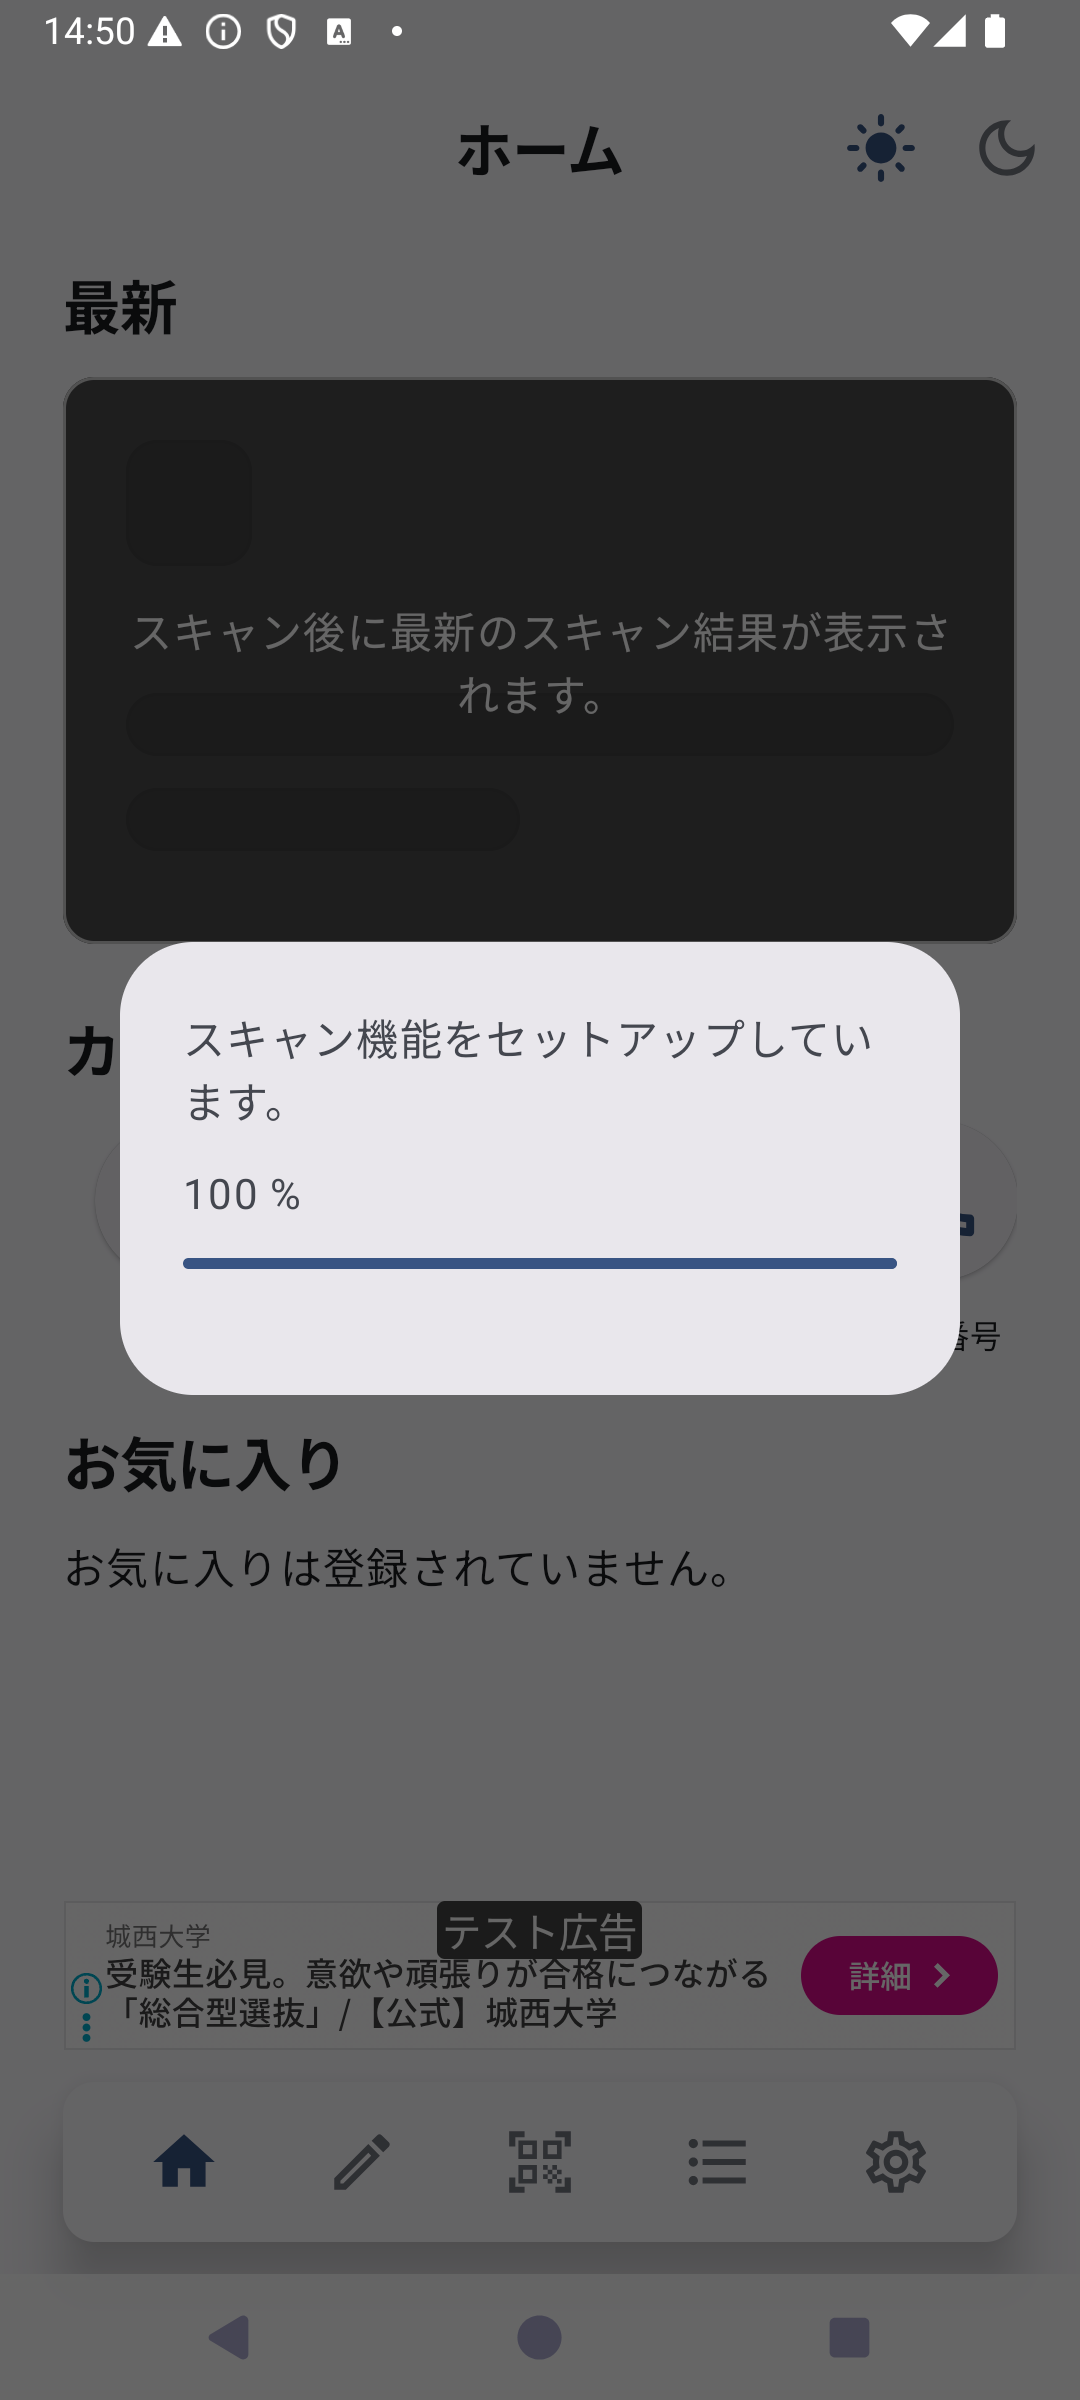 14:50
ホーム
最新
スキャン後に最新のスキャン結果が表示さ
れます。
カ
スキャン機能をセットアップしてい
ます。
100 %
番号
お気に入り
お気に入りは登録されていません。
テスト広告
城西大学
受験生必見。意欲や頑張りが合格につながる
「総合型選抜」/【公式】城西大学
詳細